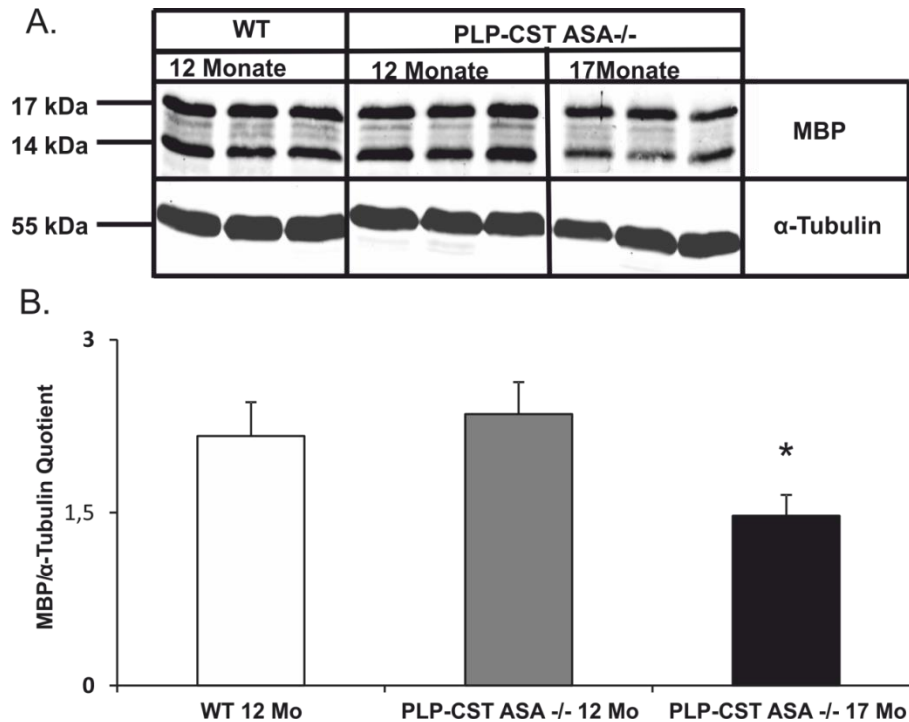 A.
WT PLP-CST ASA-/-
12 Monate 12 Monate 17Monate
17 kDa
MBP
14 kDa
55 kDa α-Tubulin
B.
MBP/α-Tubulin Quotient
3
*
1,5
0
WT 12 Mo PLP-CST ASA -/- 12 Mo PLP-CST ASA -/- 17 Mo